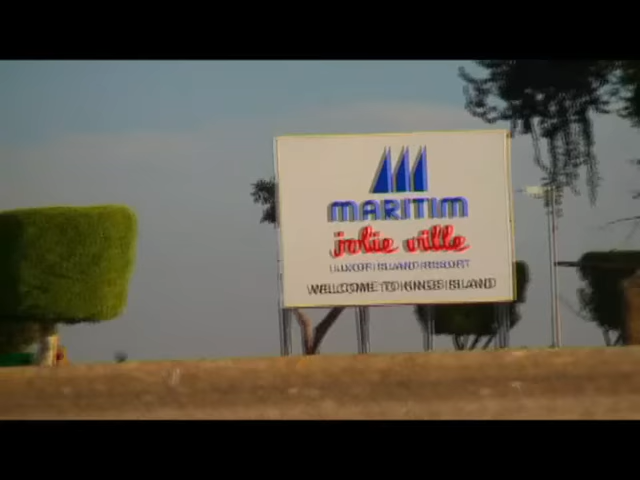 MARITIM
jolie ville
LUXOR ISLAND RESORT
WELCOME TO KINGS ISLAND